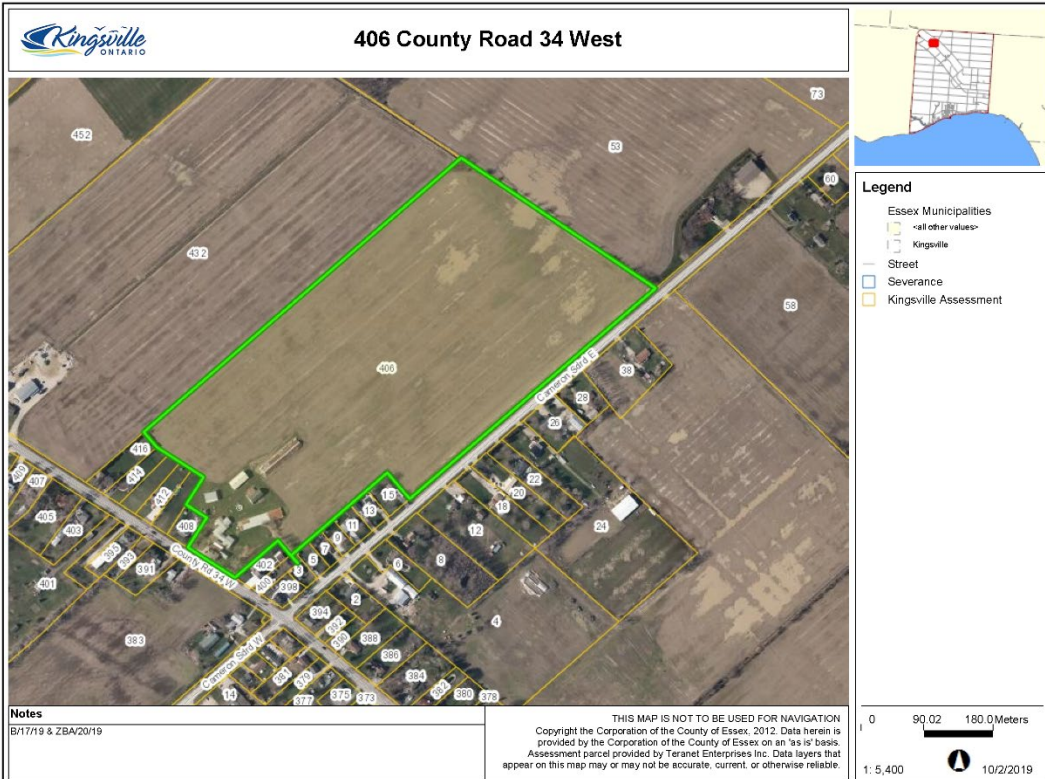 Kingsville
ONTARIO
406 County Road 34 West
452
73
53
60
432
58
406
Cameron Sdrd E
38
28
26
416
414
412
409
407
405
403
408
15
13
11
9
7
5
3
22
20
18
12
24
395
393
391
401
County Rd 34 W
402
400
398
6
8
2
4
383
394
392
390
388
386
384
382
380
378
Cameron Sdrd W
14
381
379
377
375
373
Legend
Essex Municipalities
<all other values>
Kingsville
Street
Severance
Kingsville Assessment
Notes
B/17/19 & ZBA/20/19
THIS MAP IS NOT TO BE USED FOR NAVIGATION
Copyright the Corporation of the County of Essex, 2012. Data herein is
provided by the Corporation of the County of Essex on an 'as is' basis.
Assessment parcel provided by Teranet Enterprises Inc. Data layers that
appear on this map may or may not be accurate, current, or otherwise reliable.
0 90.02 180.0 Meters
1: 5,400
10/2/2019